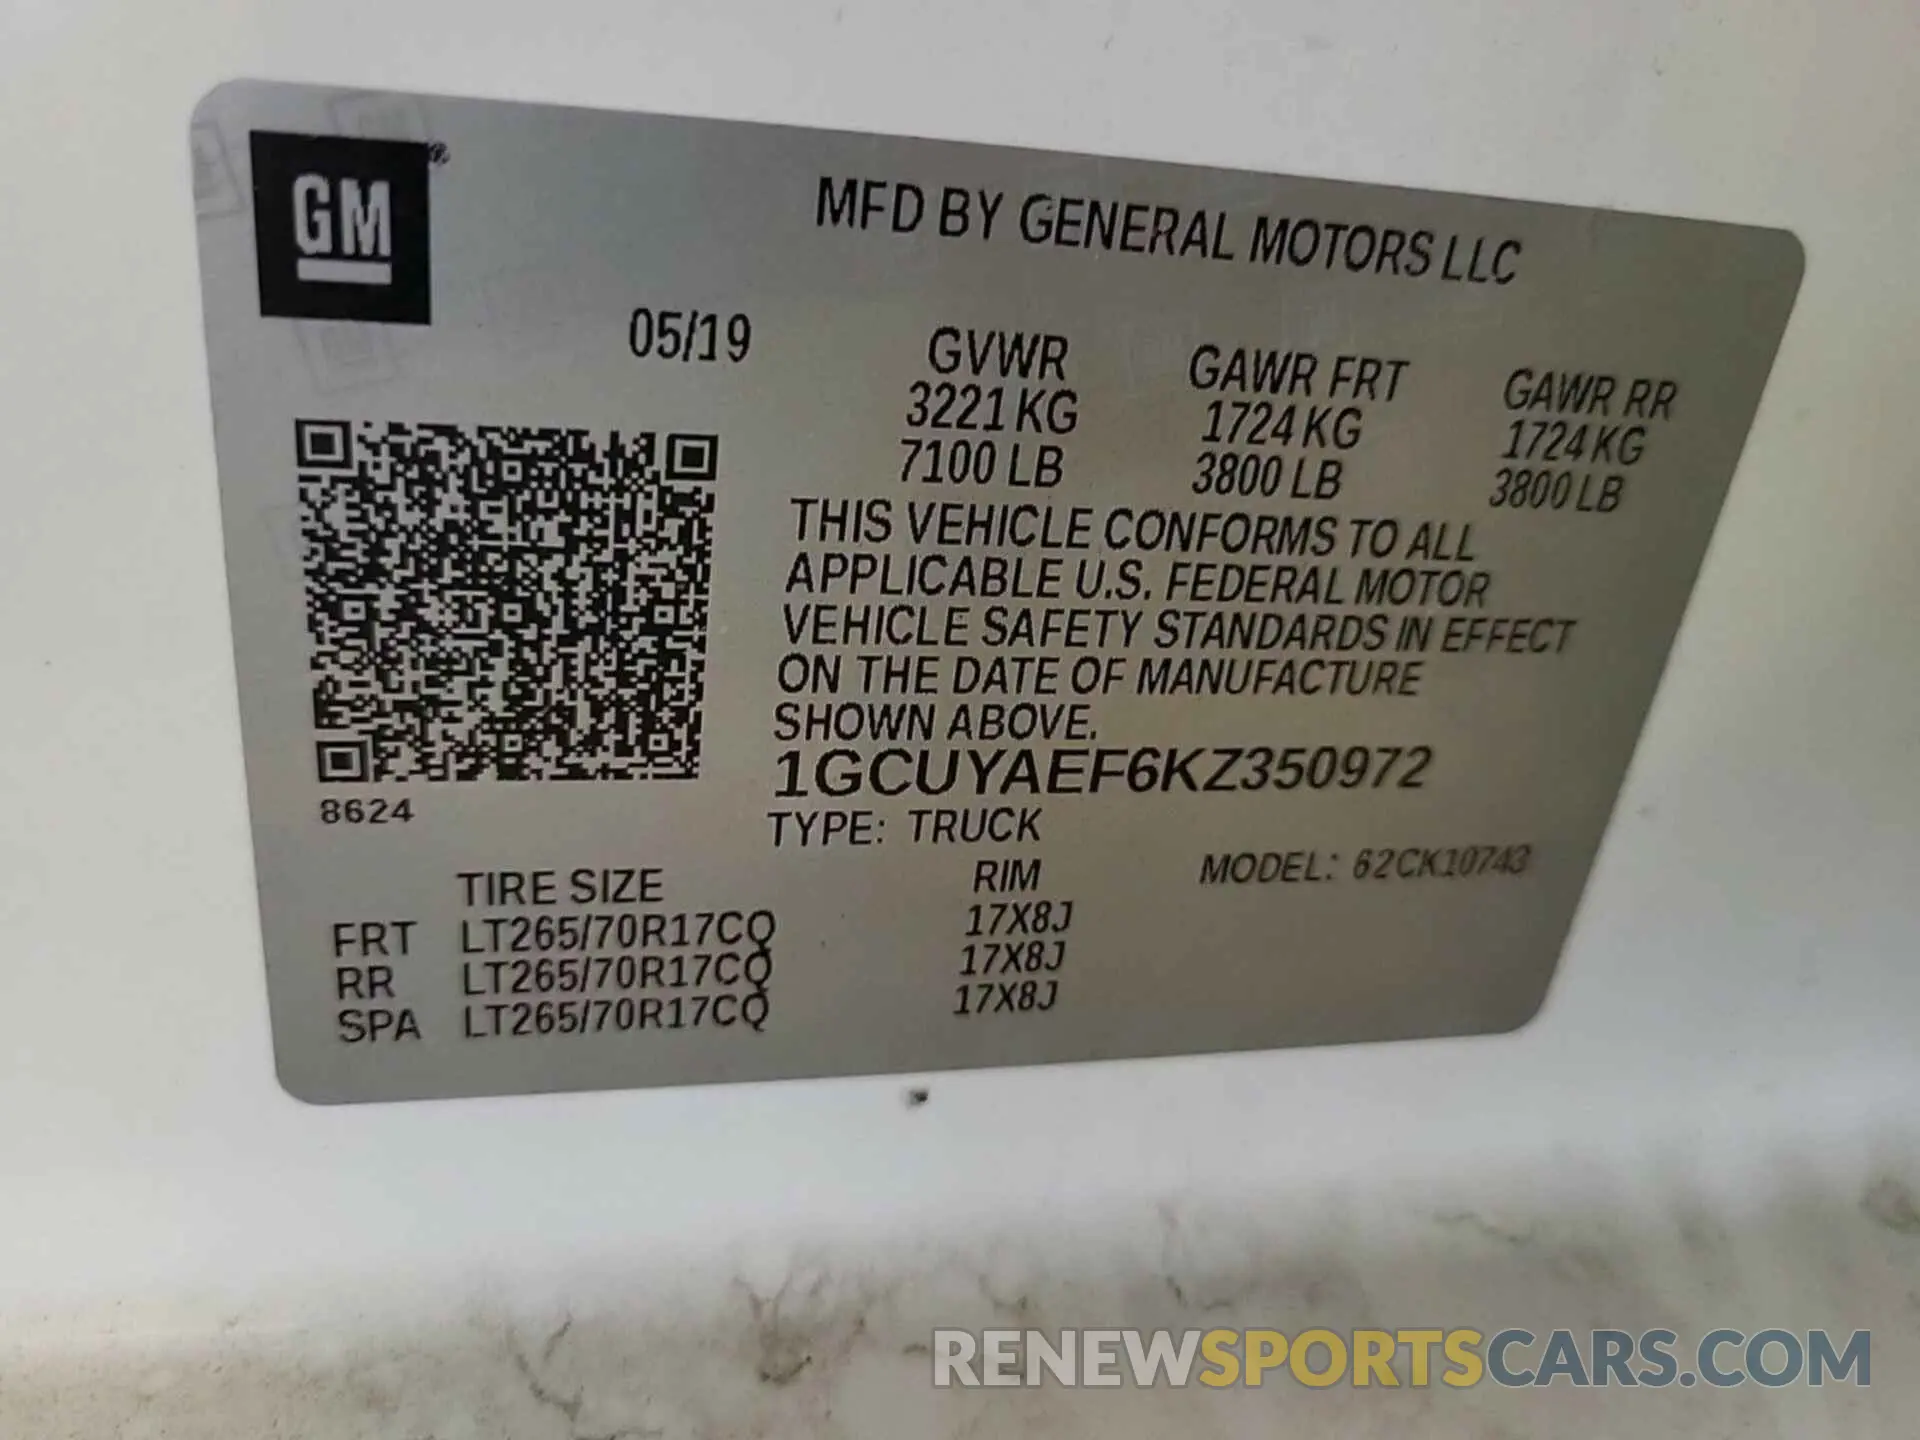 GM ®
MFD BY GENERAL MOTORS LLC
05/19
GVWR GAWR FRT GAWR RR
3221 KG 1724 KG 1724 KG
7100 LB 3800 LB 3800 LB
THIS VEHICLE CONFORMS TO ALL
APPLICABLE U.S. FEDERAL MOTOR
VEHICLE SAFETY STANDARDS IN EFFECT
ON THE DATE OF MANUFACTURE
SHOWN ABOVE.
1GCUYAEF6KZ350972
8624
TYPE: TRUCK
MODEL: 62CK10743
TIRE SIZE RIM
FRT LT265/70R17CQ 17X8J
RR LT265/70R17CQ 17X8J
SPA LT265/70R17CQ 17X8J
RENEWSPORTSCARS.COM